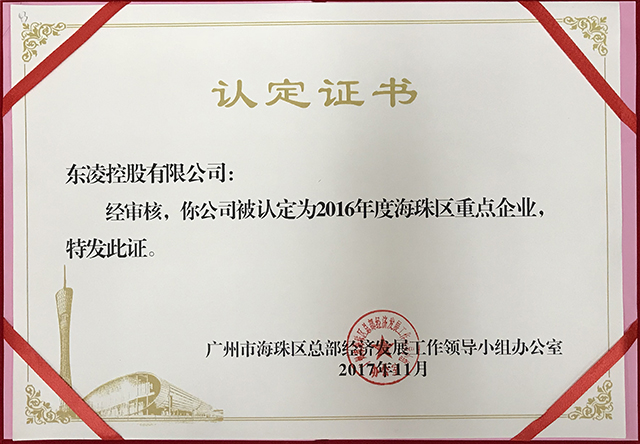 认定证书
东凌控股有限公司：
经审核，你公司被认定为2016年度海珠区重点企业，
特发此证。
广州市海珠区总部经济发展工作领导小组办公室
2017年11月